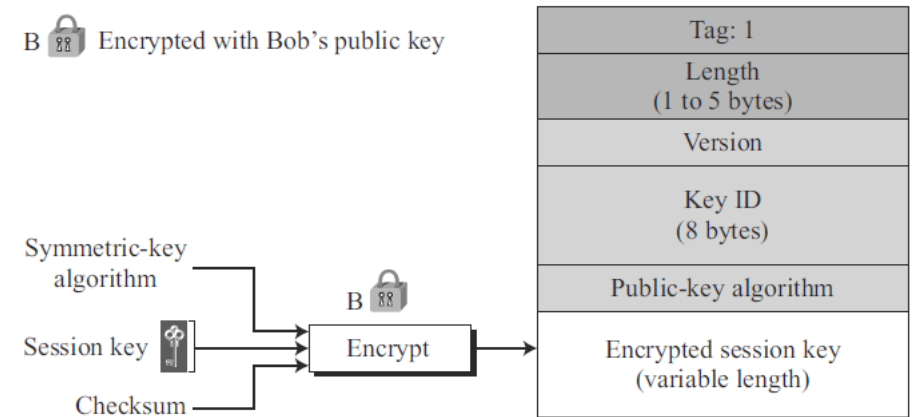 B Encrypted with Bob's public key
Tag: 1
Length
(1 to 5 bytes)
Version
Key ID
(8 bytes)
Public-key algorithm
Encrypted session key
(variable length)
Symmetric-key
algorithm
Session key
Checksum
B
Encrypt